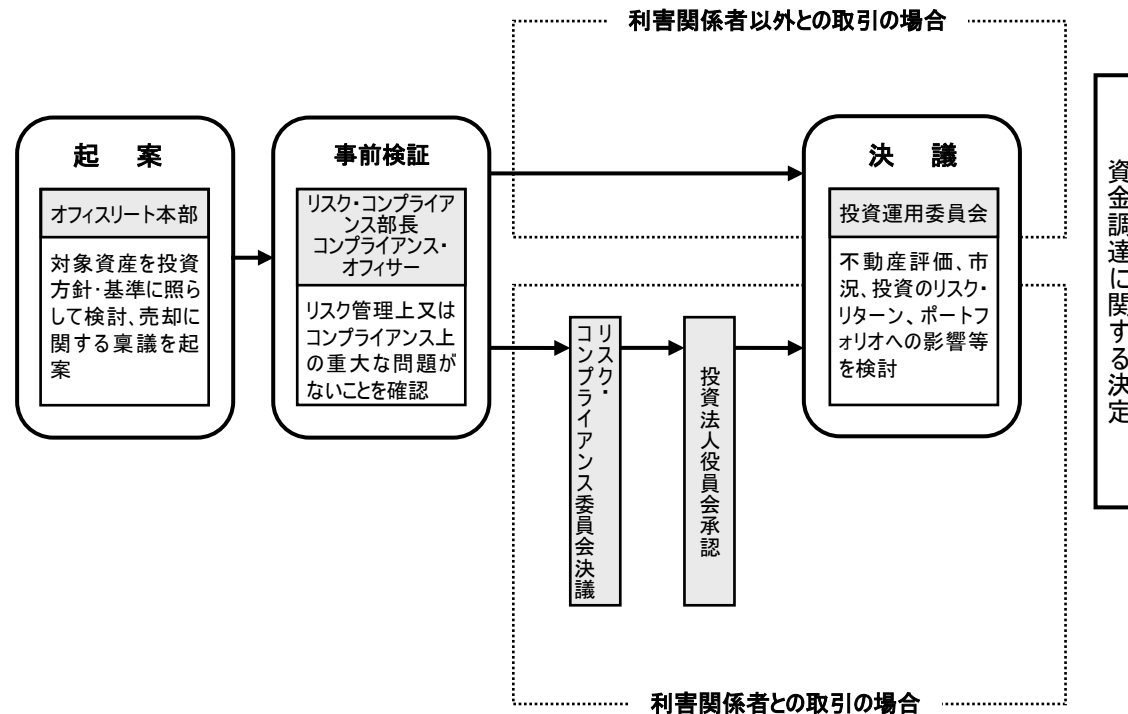 利害関係者以外との取引の場合
起　案
オフィスリート本部
対象資産を投資
方針・基準に照ら
して検討、売却に
関する稟議を起
案
事前検証
リスク・コンプライア
ンス部長
コンプライアンス・
オフィサー
リスク管理上又は
コンプライアンス上
の重大な問題が
ないことを確認
リスク・
コンプライアンス委員会決議
投資法人役員会承認
決　議
投資運用委員会
不動産評価、市
況、投資のリスク・
リターン、ポートフ
ォリオへの影響等
を検討
資金調達に関する決定
利害関係者との取引の場合